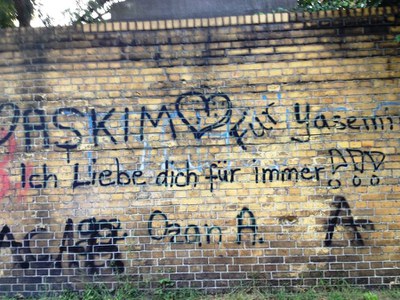 AŞKIM für Yasemin
Ich Liebe dich für immer!!!
Ozan A.